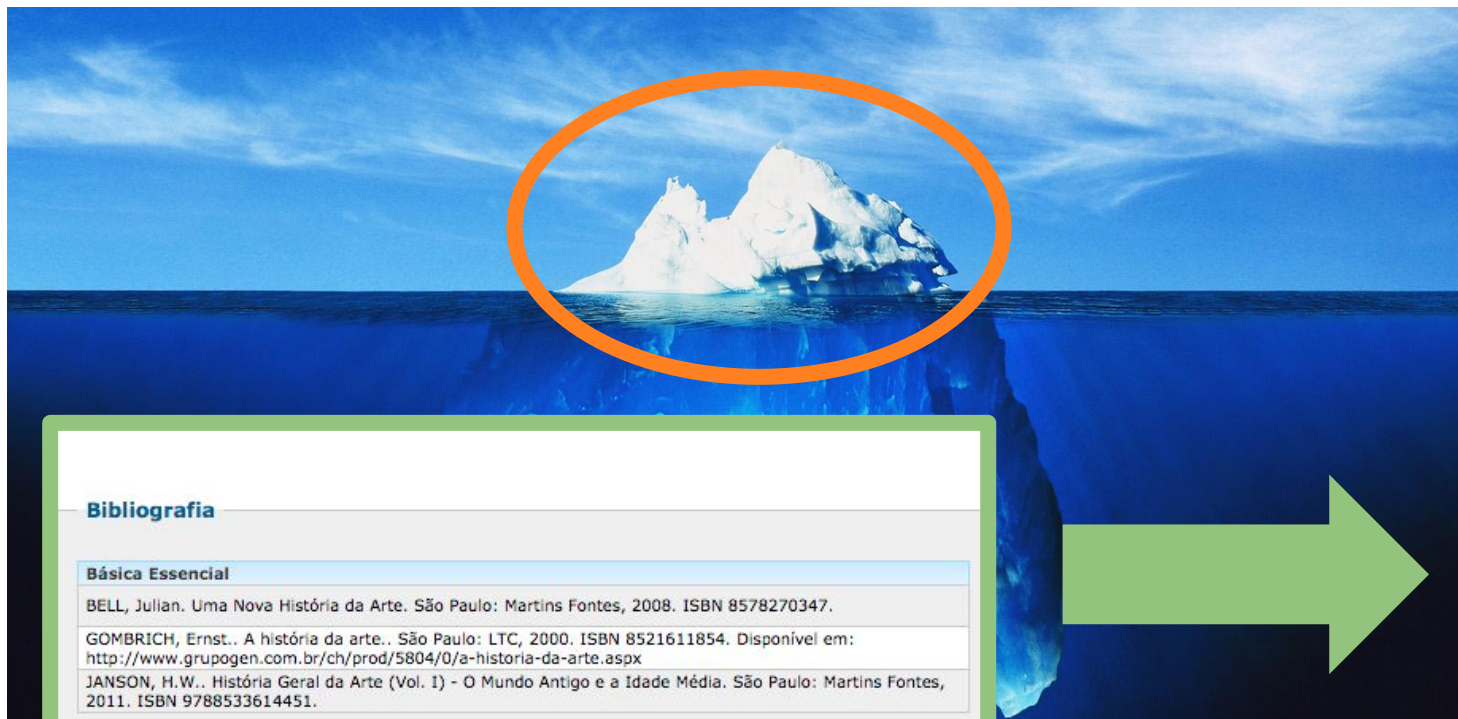 Bibliografia
Básica Essencial
BELL, Julian. Uma Nova História da Arte. São Paulo: Martins Fontes, 2008. ISBN 8578270347.
GOMBRICH, Ernst.. A história da arte.. São Paulo: LTC, 2000. ISBN 8521611854. Disponível em:
http://www.grupogen.com.br/ch/prod/5804/0/a-historia-da-arte.aspx
JANSON, H.W.. História Geral da Arte (Vol. I) - O Mundo Antigo e a Idade Média. São Paulo: Martins Fontes,
2011. ISBN 9788533614451.